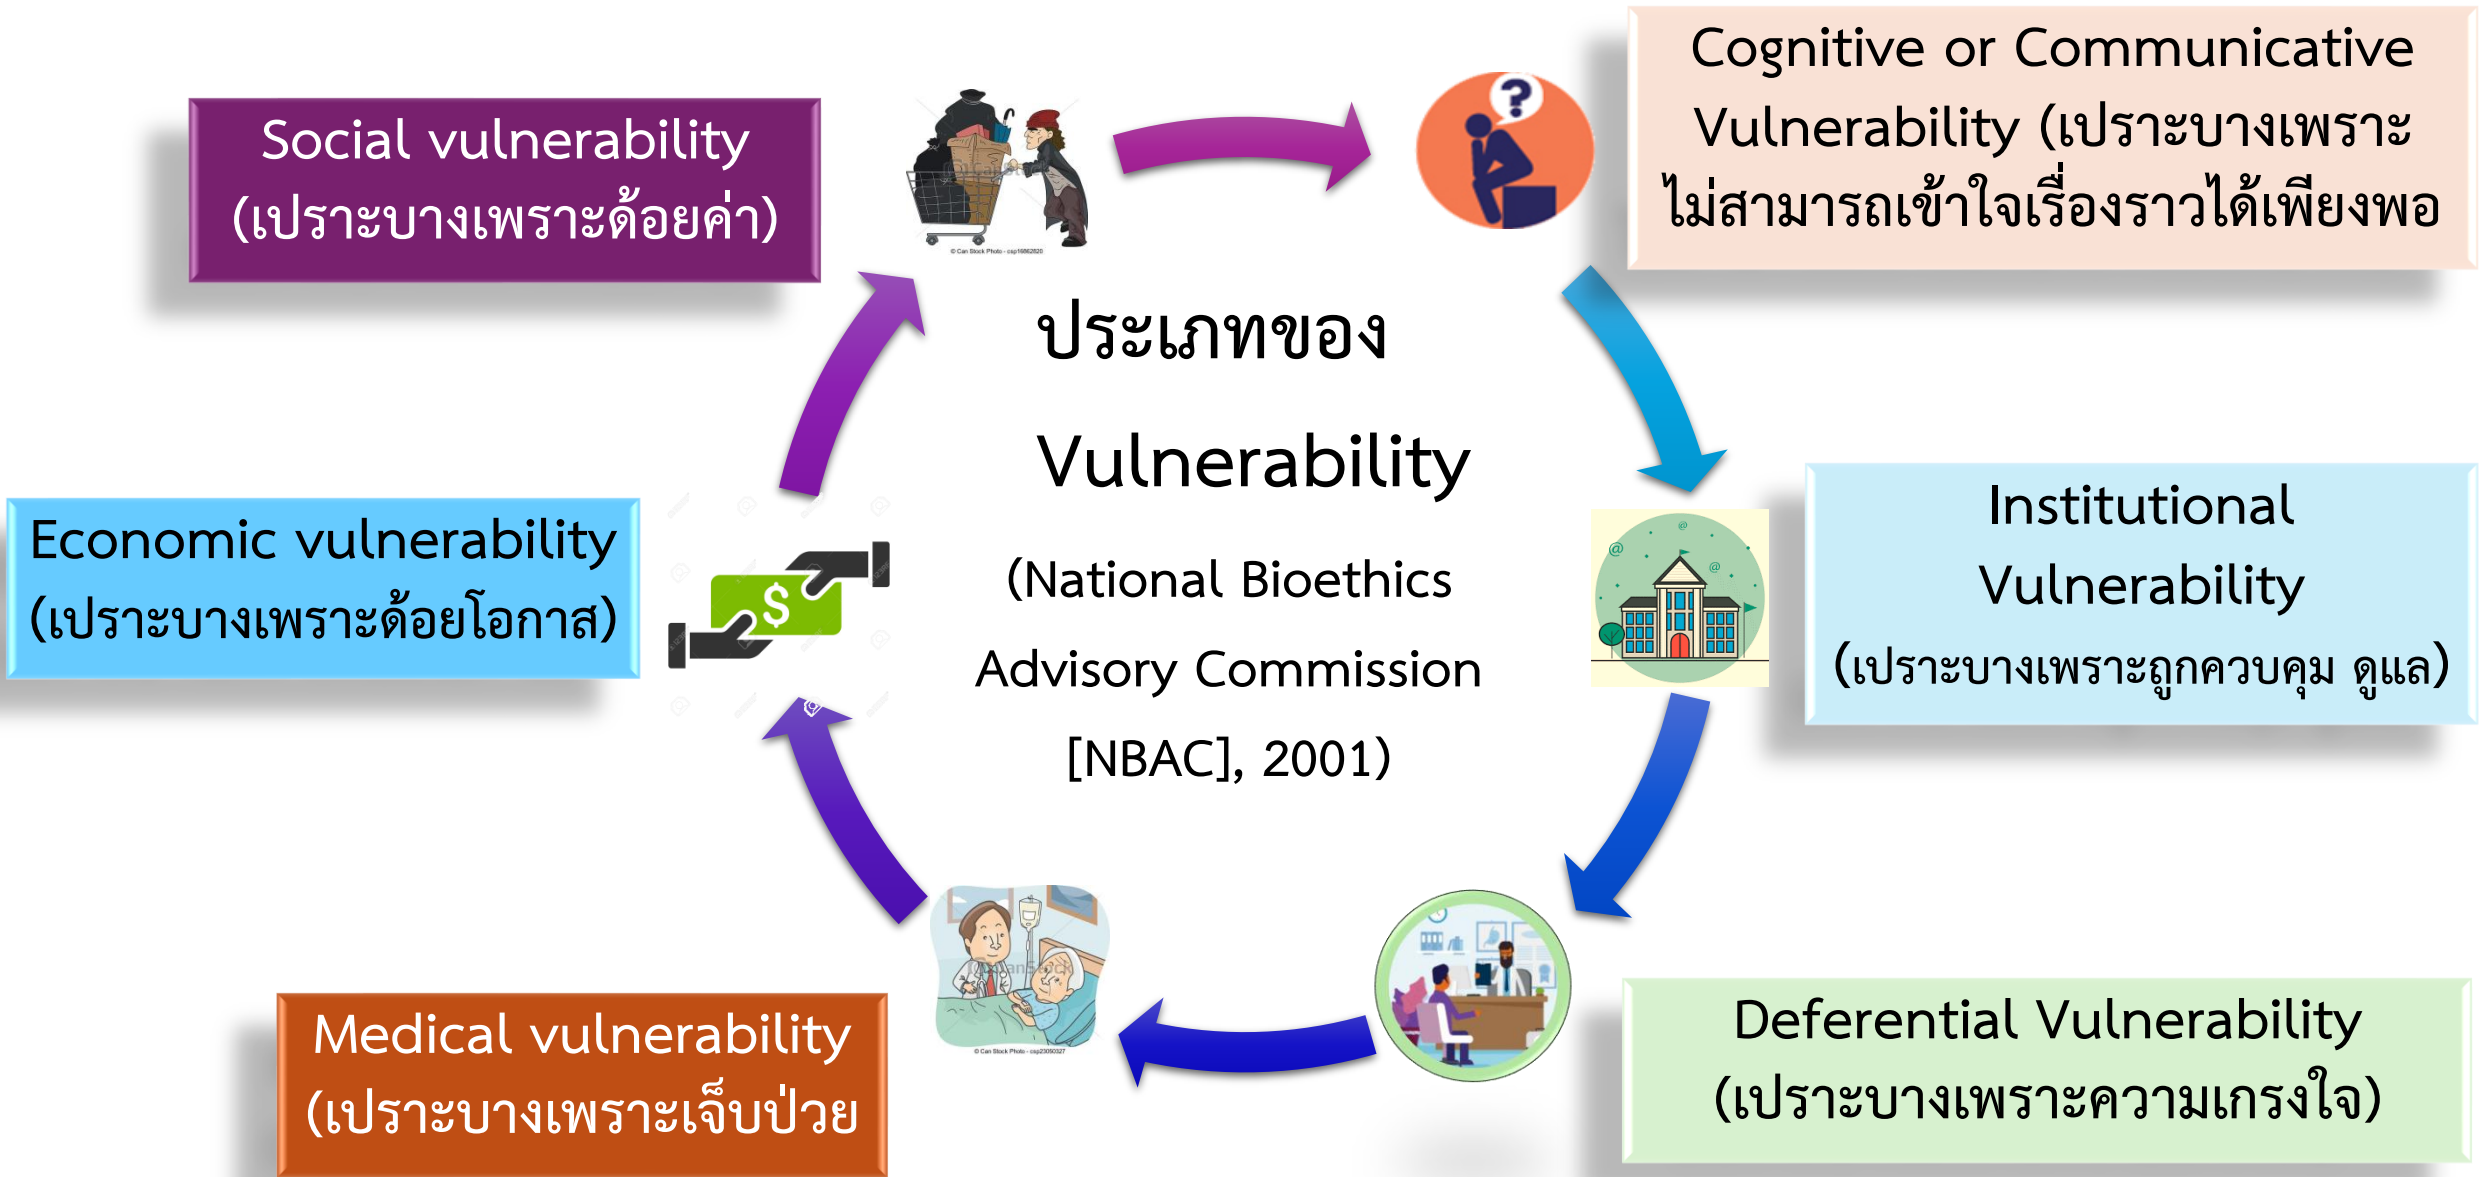 Social vulnerability
(เปราะบางเพราะด้อยค่า)
Cognitive or Communicative
Vulnerability (เปราะบางเพราะ
ไม่สามารถเข้าใจเรื่องราวได้เพียงพอ
?
© Can Stock Photo - csp16862820
ประเภทของ
Vulnerability
(National Bioethics
Advisory Commission
[NBAC], 2001)
Economic vulnerability
(เปราะบางเพราะด้อยโอกาส)
$
Institutional
Vulnerability
(เปราะบางเพราะถูกควบคุม ดูแล)
Medical vulnerability
(เปราะบางเพราะเจ็บป่วย
© Can Stock Photo - csp23050327
Deferential Vulnerability
(เปราะบางเพราะความเกรงใจ)